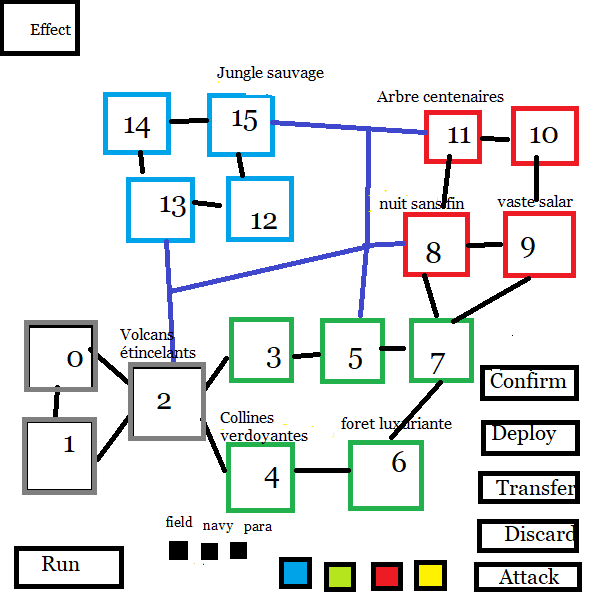 Effect
Jungle sauvage
Arbre centenaires
14
15
11
10
13
12
nuit sans fin
vaste salar
8
9
Volcans
étincelants
0
3
5
7
2
Confirm
1
Collines
verdoyantes
foret luxuriante
Deploy
4
6
Transfer
field
navy
para
Discard
Run
Attack